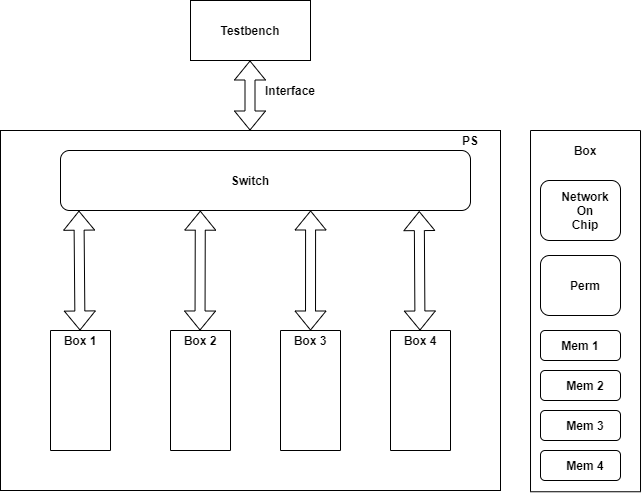 Testbench
Interface
PS
Switch
Box 1
Box 2
Box 3
Box 4
Box
Network
On
Chip
Perm
Mem 1
Mem 2
Mem 3
Mem 4